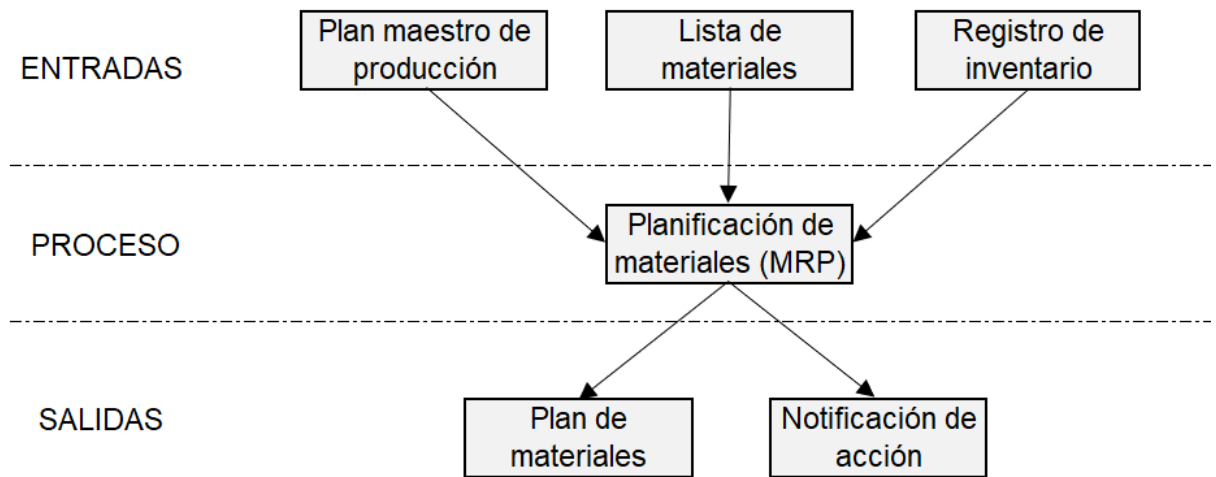 Plan maestro de
producción
Lista de
materiales
Registro de
inventario
ENTRADAS
PROCESO
Planificación de
materiales (MRP)
SALIDAS
Plan de
materiales
Notificación de
acción